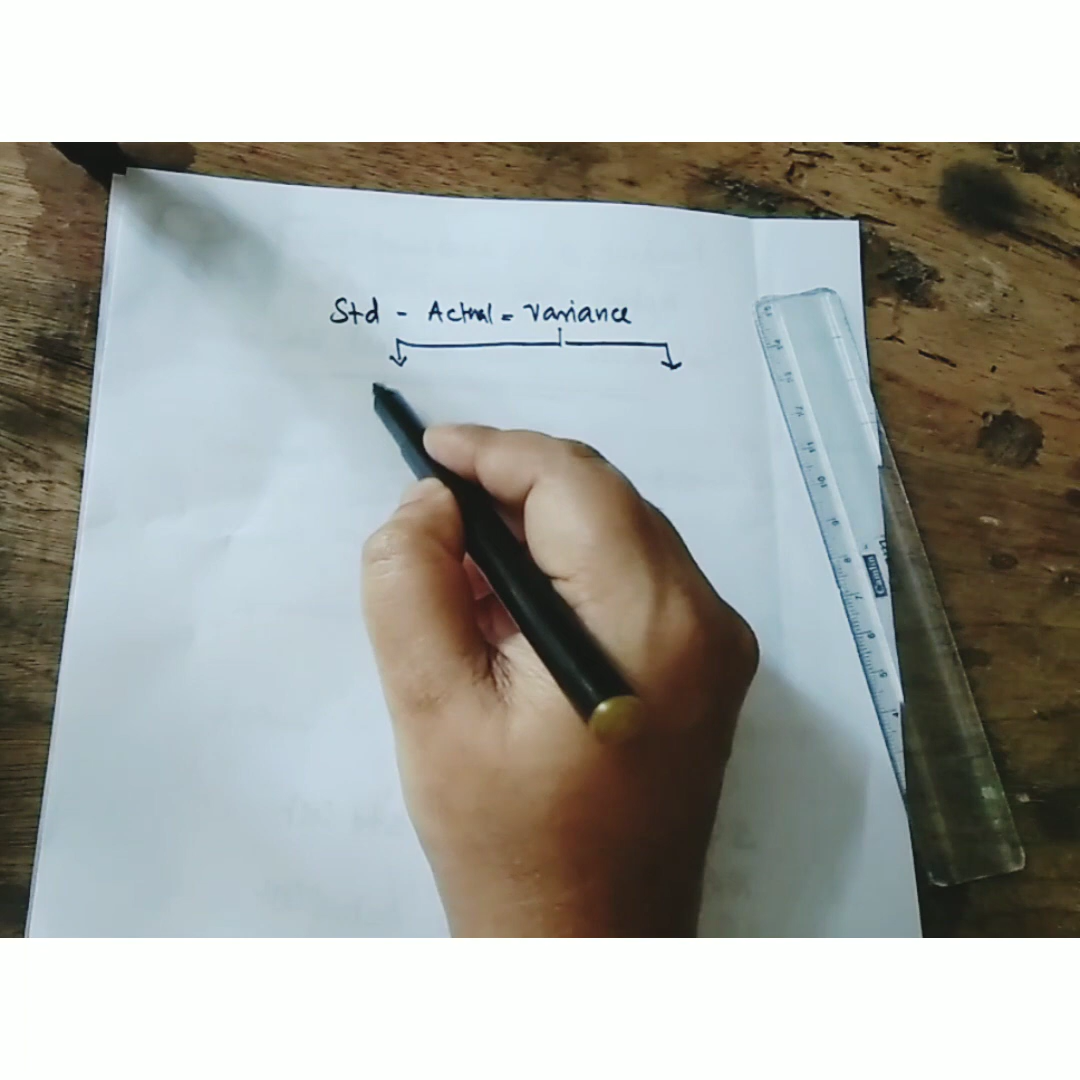 Std - Actual = Variance